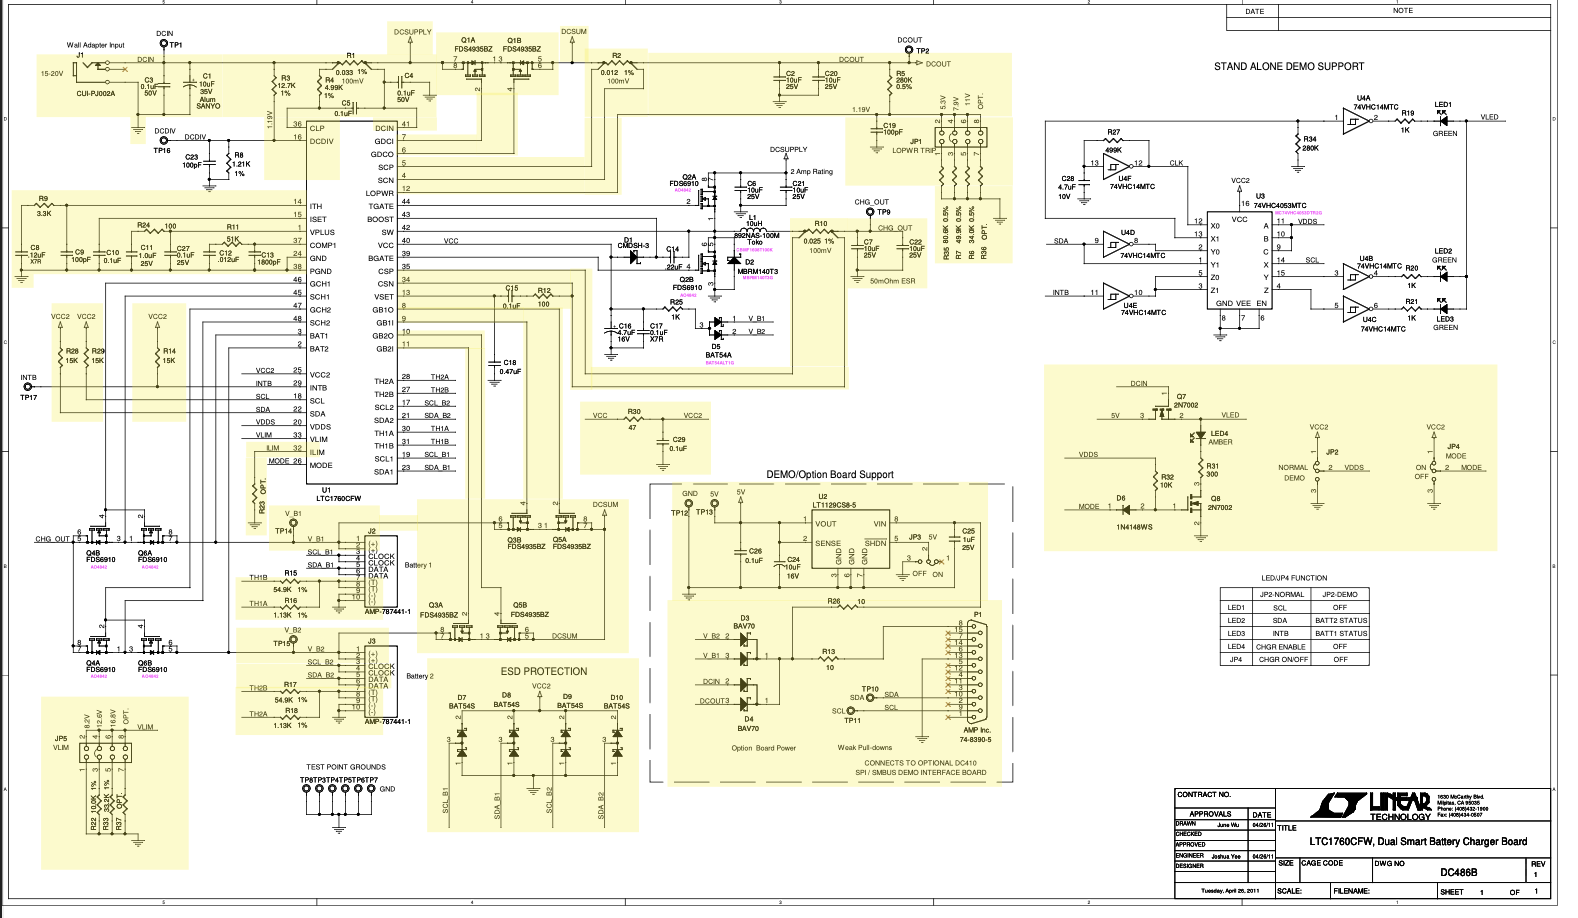 DATE NOTE
Wall Adapter Input
J1
15-20V
CUI-PJ002A
DCIN
TP1
DCIN
C3
0.1uF
50V
C1
10uF
35V
Alum
SANYO
R3
12.7K
1%
1.19V
R1
0.033 1%
100mV
R4
4.99K
1%
C5
0.1uF
C4
0.1uF
50V
DCSUPPLY
Q1A
FDS4935BZ
Q1B
FDS4935BZ
DCSUM
R2
0.012 1%
100mV
C2
10uF
25V
C20
10uF
25V
DCOUT
TP2
DCOUT
DCOUT
R5
280K
0.5%
1.19V
5.3V
7.9V
11V
OPT.
C19
100pF
JP1
LOPWR TRIP
R35 80.6K 0.5%
R7 49.9K 0.5%
R6 34.0K 0.5%
R36 OPT.
DCDIV
TP16
DCDIV
C23
100pF
R8
1.21K
1%
36 CLP
16 DCDIV
14 ITH
15 ISET
1 VPLUS
37 COMP1
24 GND
38 PGND
46 GCH1
45 SCH1
47 GCH2
48 SCH2
3 BAT1
2 BAT2
VCC2 25 VCC2
INTB 29 INTB
SCL 18 SCL
SDA 22 SDA
VDDS 20 VDDS
VLIM 33 VLIM
ILIM 32 ILIM
MODE 26 MODE
DCIN 41
GDCI 7
GDCO 6
SCP 5
SCN 4
LOPWR 12
TGATE 44
BOOST 43
SW 42
VCC 40 VCC
BGATE 39
CSP 35
CSN 34
VSET 13
GB1O 8
GB1I 9
GB2O 10
GB2I 11
TH2A 28 TH2A
TH2B 27 TH2B
SCL2 17 SCL_B2
SDA2 21 SDA_B2
TH1A 30 TH1A
TH1B 31 TH1B
SCL1 19 SCL_B1
SDA1 23 SDA_B1
U1
LTC1760CFW
R9
3.3K
C8
.12uF
X7R
C9
100pF
C10
0.1uF
R24 100
C11
1.0uF
25V
C27
0.1uF
25V
R11
51K
C12
.012uF
C13
1800pF
VCC2
VCC2
VCC2
R28
15K
R29
15K
R14
15K
INTB
TP17
R23 OPT.
DCSUPPLY
2 Amp Rating
Q2A
FDS6910
AO4842
C6
10uF
25V
C21
10uF
25V
L1
10uH
892NAS-100M
Toko
D1
CMDSH-3
C14
.22uF
D2
MBRM140T3
Q2B
FDS6910
AO4842
CHG_OUT
TP9
CHG_OUT
R10
0.025 1%
100mV
C7
10uF
25V
C22
10uF
25V
50mOhm ESR
C15
0.1uF
R12
100
C16
4.7uF
16V
C17
0.1uF
X7R
R25
1K
V_B1
V_B2
D5
BAT54A
BAT54ALT1G
C18
0.47uF
VCC
R30
47
VCC2
C29
0.1uF
CHG_OUT
Q4B
FDS6910
AO4842
Q6A
FDS6910
AO4842
Q4A
FDS6910
AO4842
Q6B
FDS6910
AO4842
V_B1
TP14
V_B1
SCL_B1
SDA_B1
TH1B
R15
54.9K 1%
TH1A
R16
1.13K 1%
J2
CLOCK
CLOCK
DATA
DATA
Battery 1
AMP-787441-1
V_B2
TP15
V_B2
SCL_B2
SDA_B2
TH2B
R17
54.9K 1%
TH2A
R18
1.13K 1%
J3
CLOCK
CLOCK
DATA
DATA
Battery 2
AMP-787441-1
Q3B
FDS4935BZ
Q5A
FDS4935BZ
DCSUM
Q3A
FDS4935BZ
Q5B
FDS4935BZ
DCSUM
ESD PROTECTION
VCC2
D7
BAT54S
D8
BAT54S
D9
BAT54S
D10
BAT54S
SCL_B1
SDA_B1
SCL_B2
SDA_B2
JP5
VLIM
8.2V
12.6V
16.8V
OPT.
VLIM
R22 10.0K 1%
R33 33.2K 1%
R37 OPT.
TEST POINT GROUNDS
TP8 TP3 TP4 TP5 TP6 TP7
GND
DEMO/Option Board Support
GND
TP12
5V
TP13
5V
U2
LT1129CS8-5
VOUT
VIN
SENSE
SHDN
GND
GND
GND
JP3 5V
OFF ON
C25
1uF
25V
C26
0.1uF
C24
10uF
16V
R26 10
D3
BAV70
V_B2
V_B1
R13
10
DCIN
DCOUT
D4
BAV70
P1
TP10
SDA
SDA
SCL
TP11
SCL
AMP Inc.
74-8390-5
Option Board Power
Weak Pull-downs
CONNECTS TO OPTIONAL DC410
SPI / SMBUS DEMO INTERFACE BOARD
STAND ALONE DEMO SUPPORT
U4A
74VHC14MTC
R19
1K
LED1
GREEN
VLED
R27
499K
R34
280K
U4F
74VHC14MTC
CLK
C28
4.7uF
10V
VCC2
U3
74VHC4053MTC
VCC
X0
X1
Y0
Y1
Z0
Z1
A
B
C
X
Y
Z
GND VEE EN
VDDS
SCL
SDA
U4D
74VHC14MTC
INTB
U4E
74VHC14MTC
U4B
74VHC14MTC
R20
1K
LED2
GREEN
U4C
74VHC14MTC
R21
1K
LED3
GREEN
DCIN
5V
Q7
2N7002
VLED
LED4
AMBER
R31
300
VDDS
R32
10K
MODE
D6
1N4148WS
Q8
2N7002
VCC2
JP2
NORMAL
DEMO
VDDS
VCC2
JP4
MODE
ON
OFF
MODE
LED/JP4 FUNCTION
JP2-NORMAL JP2-DEMO
LED1 SCL OFF
LED2 SDA BATT2 STATUS
LED3 INTB BATT1 STATUS
LED4 CHGR ENABLE OFF
JP4 CHGR ON/OFF OFF
CONTRACT NO.
APPROVALS DATE
DRAWN June Wu 04/26/11
CHECKED
APPROVED
ENGINEER Joshua Yee 04/26/11
DESIGNER
Tuesday, April 26, 2011
LINEAR
TECHNOLOGY
1630 McCarthy Blvd.
Milpitas, CA 95035
Phone: (408)432-1900
Fax: (408)434-0507
TITLE
LTC1760CFW, Dual Smart Battery Charger Board
SIZE CAGE CODE DWG NO REV
DC486B 1
SCALE: FILENAME: SHEET 1 OF 1